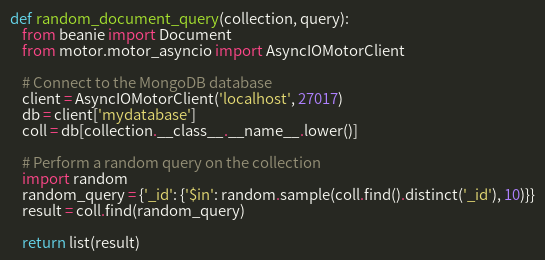 def random_document_query(collection, query):
    from beanie import Document
    from motor.motor_asyncio import AsyncIOMotorClient

    # Connect to the MongoDB database
    client = AsyncIOMotorClient('localhost', 27017)
    db = client['mydatabase']
    coll = db[collection.__class__.__name__.lower()]

    # Perform a random query on the collection
    import random
    random_query = {'_id': {'$in': random.sample(coll.find().distinct('_id'), 10)}}
    result = coll.find(random_query)

    return list(result)